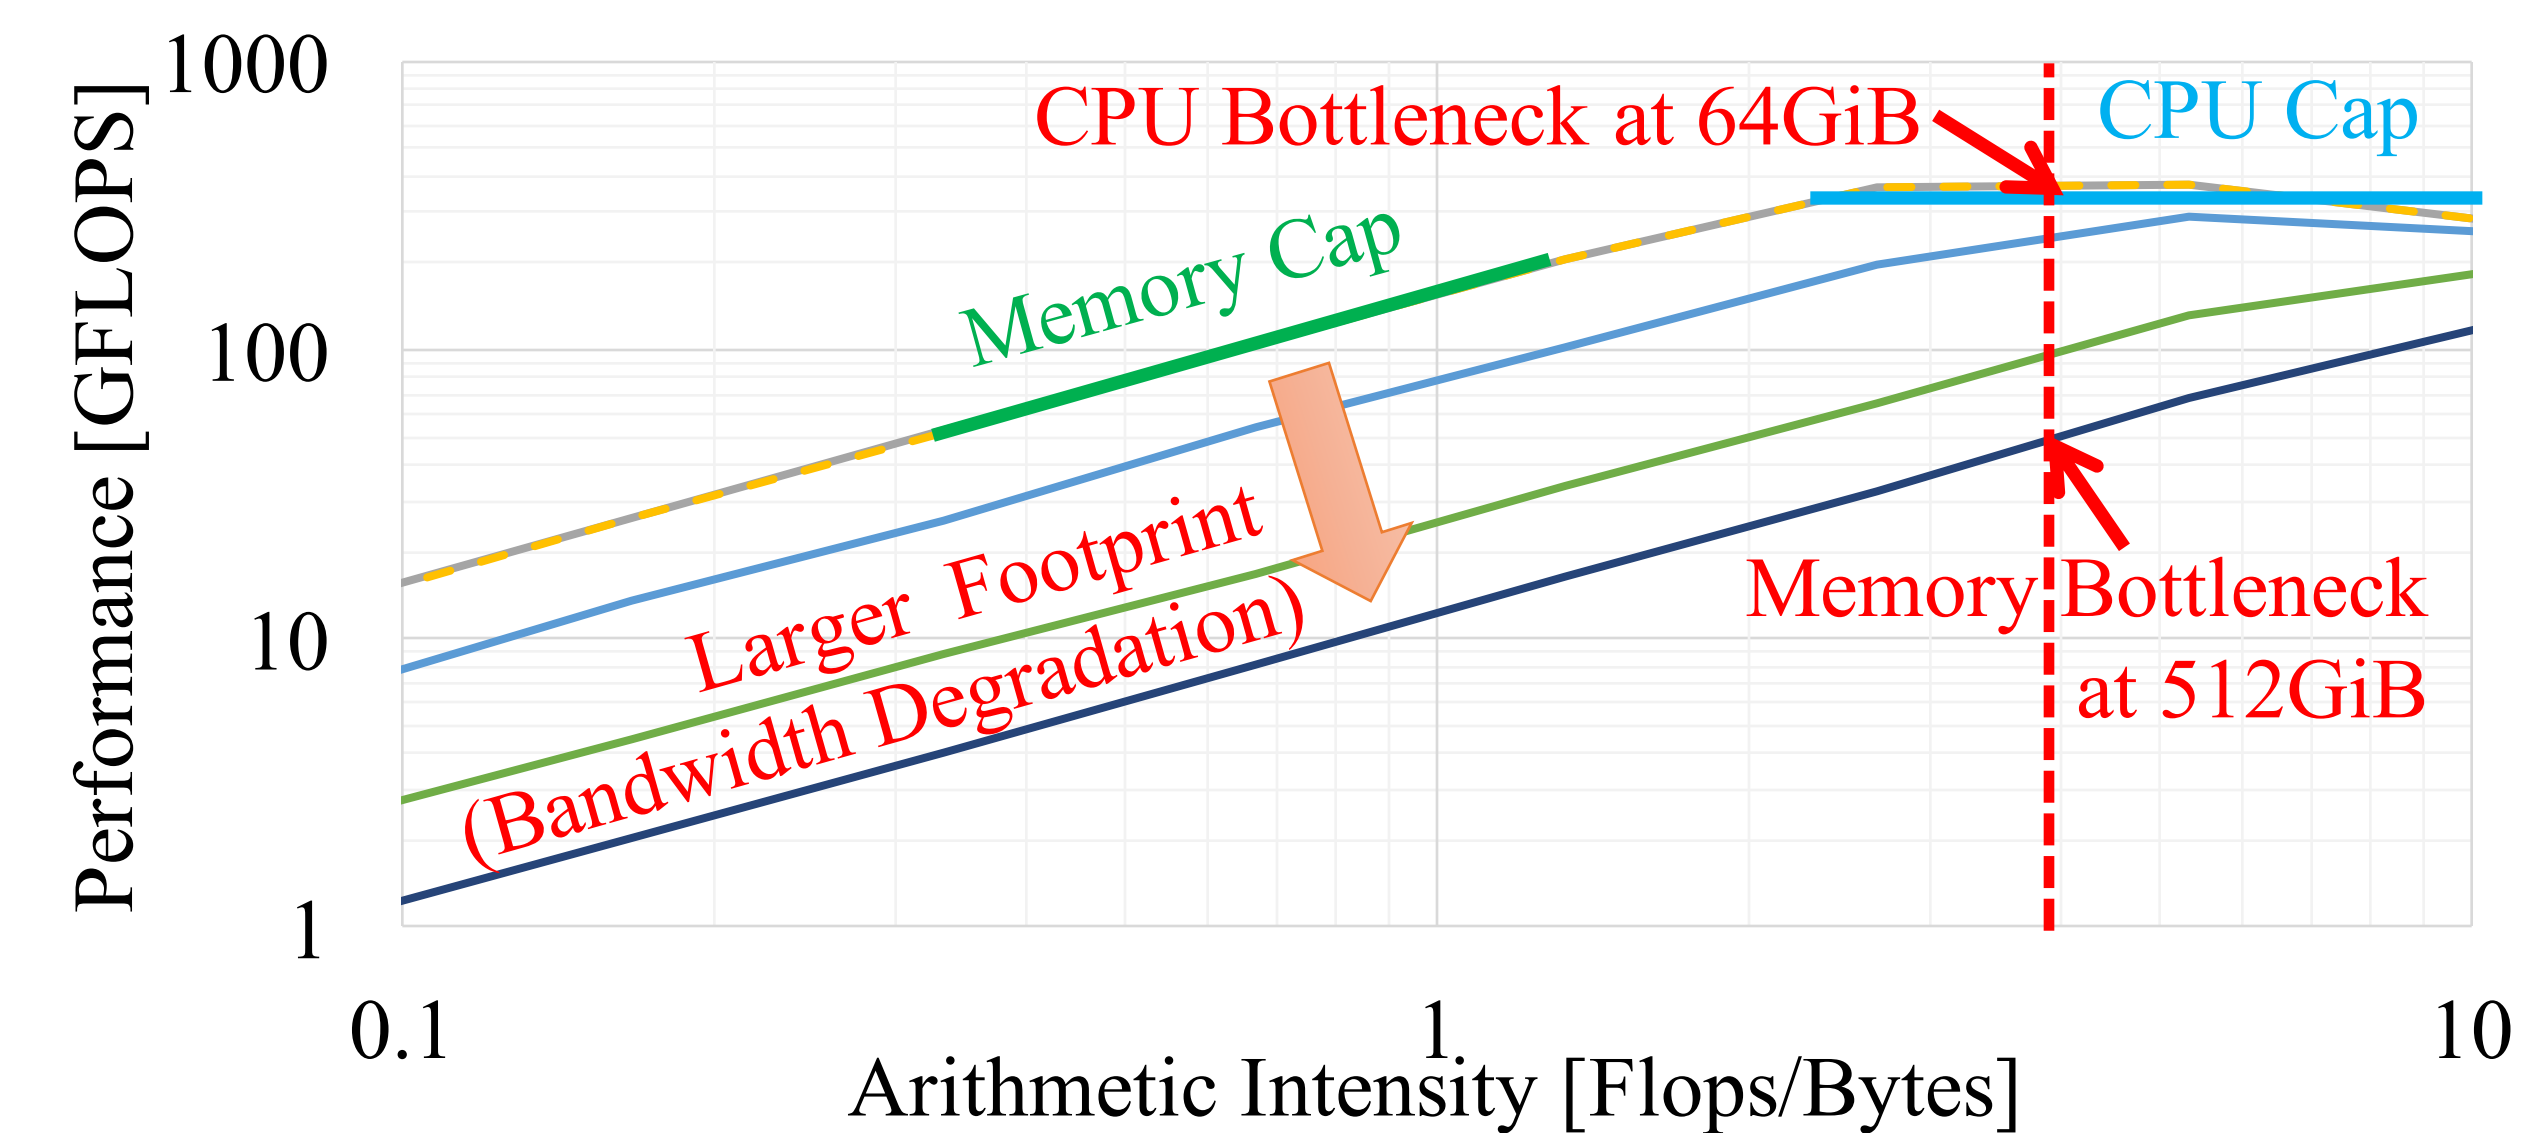 Performance [GFLOPS]
1000
100
10
1
CPU Bottleneck at 64GiB
CPU Cap
Memory Cap
Larger Footprint
(Bandwidth Degradation)
Memory Bottleneck
at 512GiB
0.1
1
10
Arithmetic Intensity [Flops/Bytes]